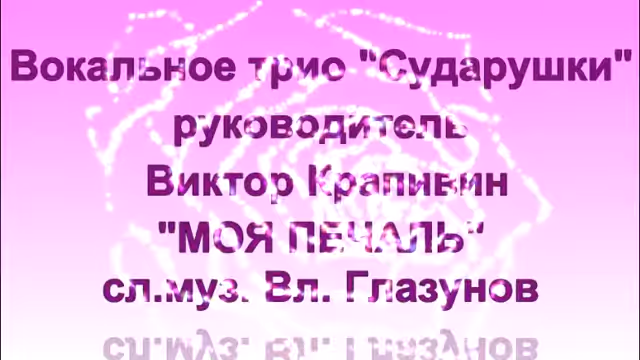 Вокальное трио "Сударушки"
руководитель
Виктор Крапивин
"МОЯ ПЕЧАЛЬ"
сл.муз. Вл. Глазунов